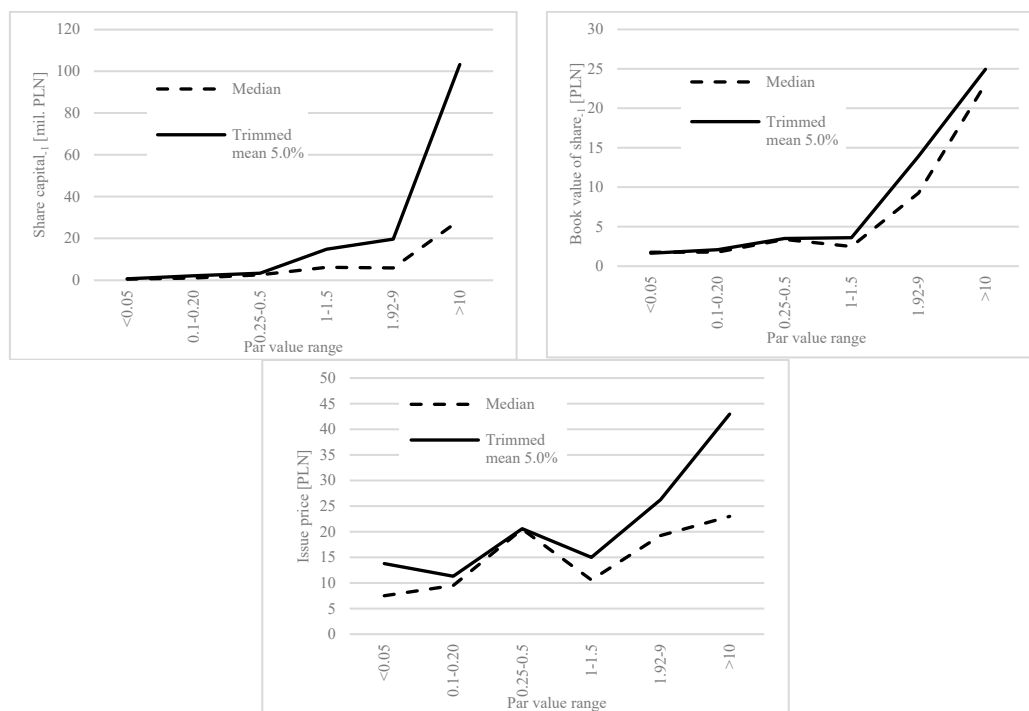 120
100
80
60
40
20
0
Share capital-1 [mil. PLN]
Median
Trimmed
mean 5.0%
<0.05
0.1-0.20
0.25-0.5
1-1.5
1.92-9
>10
Par value range
30
25
20
15
10
5
0
Book value of share-1 [PLN]
Median
Trimmed
mean 5.0%
<0.05
0.1-0.20
0.25-0.5
1-1.5
1.92-9
>10
Par value range
50
45
40
35
30
25
20
15
10
5
0
Issue price [PLN]
Median
Trimmed
mean 5.0%
<0.05
0.1-0.20
0.25-0.5
1-1.5
1.92-9
>10
Par value range